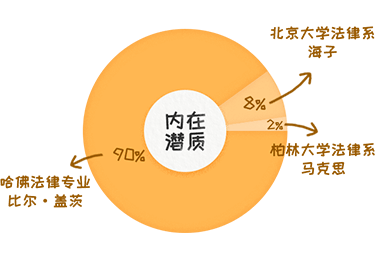 北京大学法律系
海子
8%
内在
潜质
2%
柏林大学法律系
马克思
90%
哈佛法律专业
比尔·盖茨